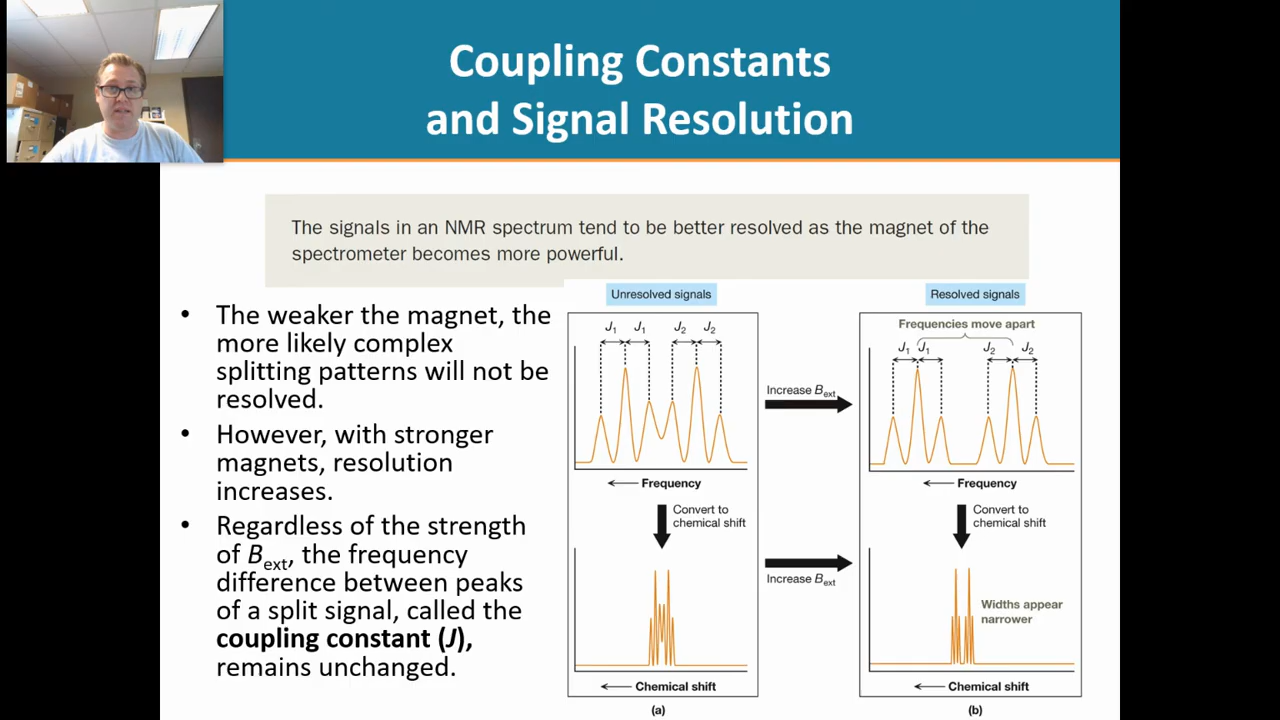 Coupling Constants
and Signal Resolution
The signals in an NMR spectrum tend to be better resolved as the magnet of the
spectrometer becomes more powerful.
• The weaker the magnet, the
more likely complex
splitting patterns will not be
resolved.
• However, with stronger
magnets, resolution
increases.
• Regardless of the strength
of Bext, the frequency
difference between peaks
of a split signal, called the
coupling constant (J),
remains unchanged.
Unresolved signals
J1 J1 J2 J2
Frequency
Convert to
chemical shift
Chemical shift
(a)
Increase Bext
Increase Bext
Resolved signals
Frequencies move apart
J1 J1 J2 J2
Frequency
Convert to
chemical shift
Widths appear
narrower
Chemical shift
(b)